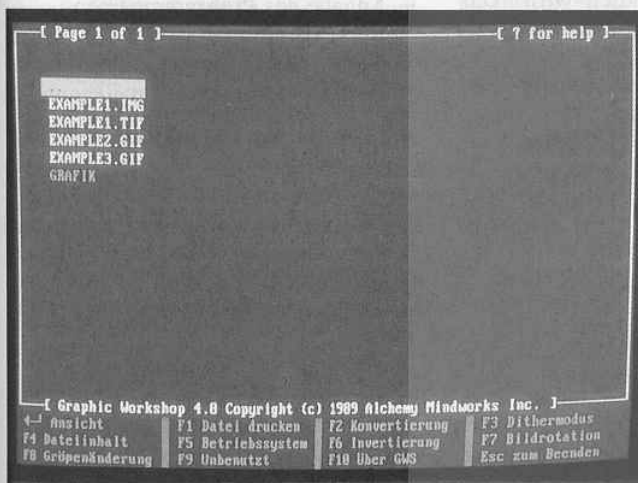 [ Page 1 of 1 ] [ ? for help ]
..
EXAMPLE1.IMG
EXAMPLE1.TIF
EXAMPLE2.GIF
EXAMPLE3.GIF
GRAFIK
[ Graphic Workshop 4.0 Copyright (c) 1989 Alchemy Mindworks Inc. ]
Ansicht F1 Datei drucken F2 Konvertierung F3 Dithermodus
F4 Dateiinhalt F5 Betriebssystem F6 Invertierung F7 Bildrotation
F8 Gröpenänderung F9 Unbenutzt F10 Über GWS Esc zum Beenden